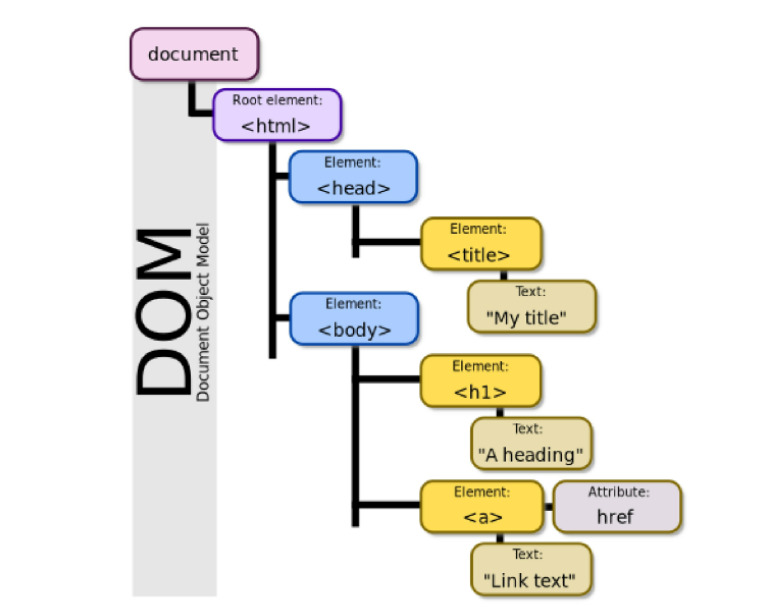 document
Root element:
<html>
Element:
<head>
Element:
<title>
Text:
"My title"
Element:
<body>
Element:
<h1>
Text:
"A heading"
Element:
<a>
Attribute:
href
Text:
"Link text"
DOM
Document Object Model